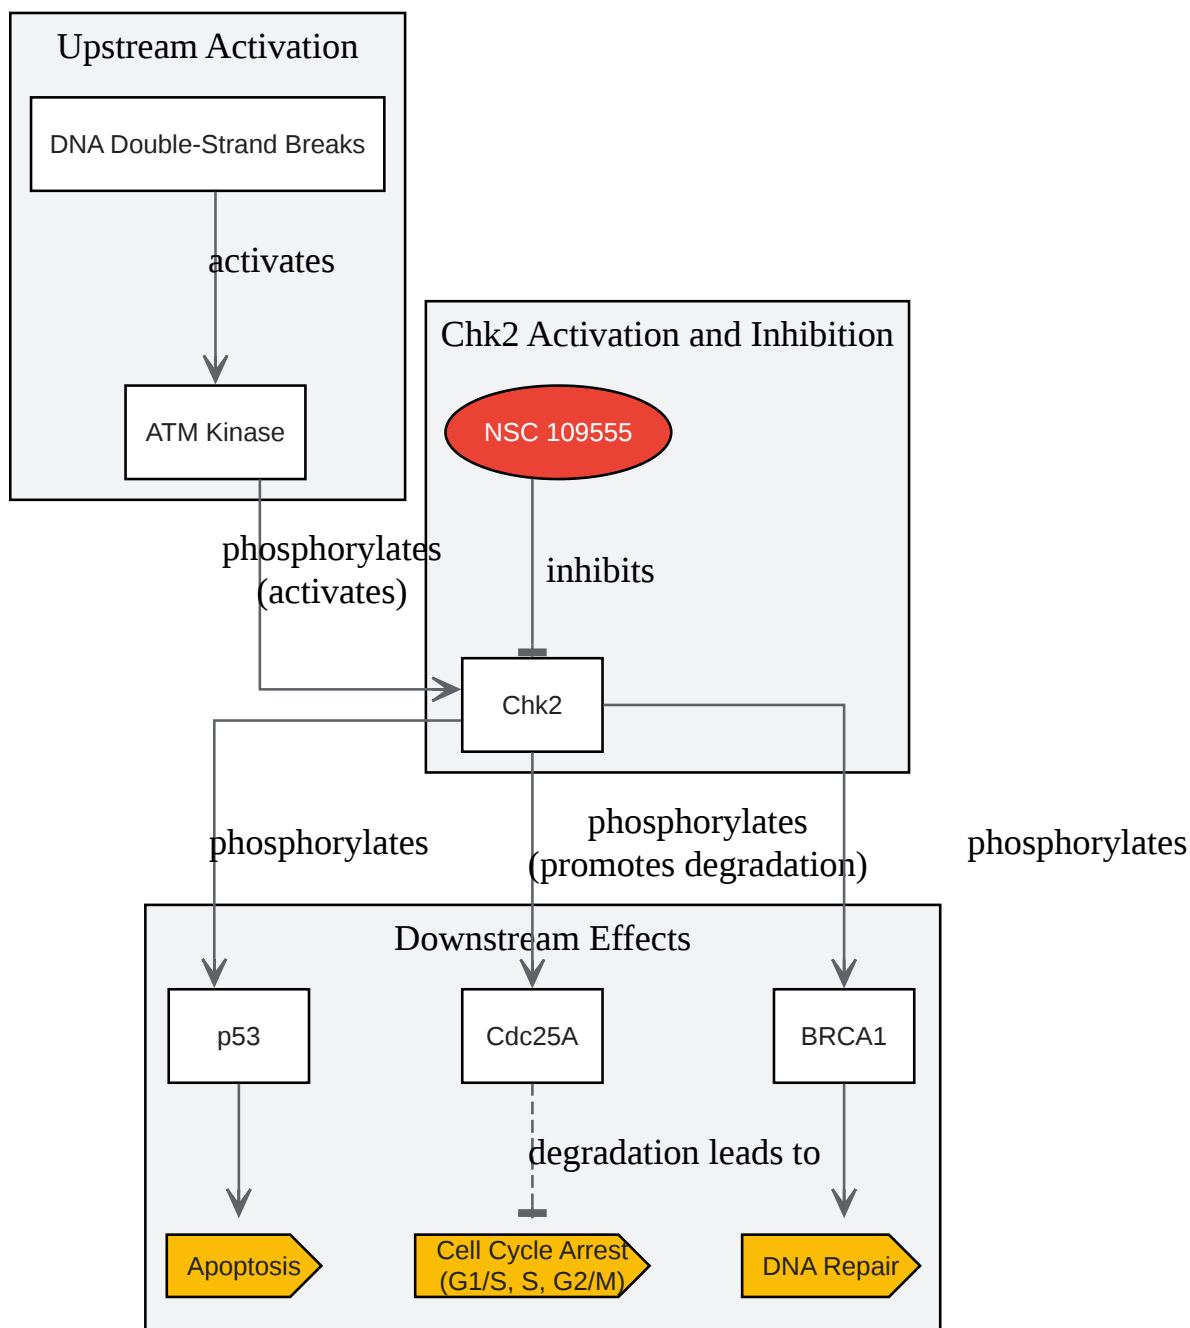 Upstream Activation
DNA Double-Strand Breaks
activates
Chk2 Activation and Inhibition
ATM Kinase
NSC 109555
phosphorylates
(activates)
inhibits
Chk2
phosphorylates
phosphorylates
(promotes degradation)
phosphorylates
Downstream Effects
p53
Cdc25A
BRCA1
degradation leads to
Apoptosis
Cell Cycle Arrest
(G1/S, S, G2/M)
DNA Repair